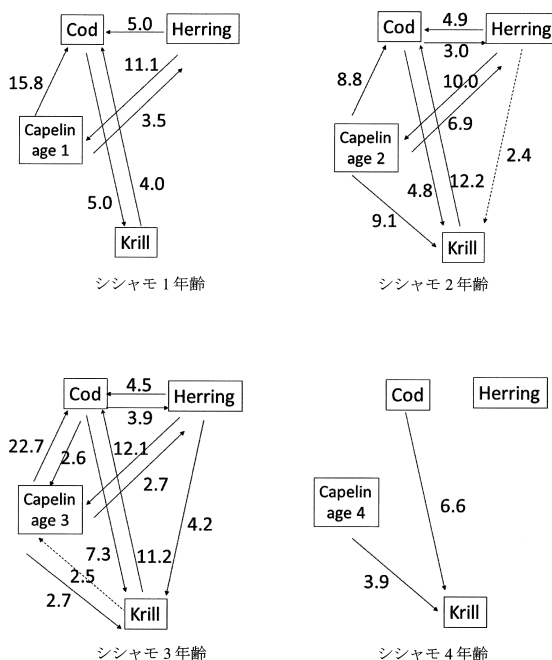 Cod
5.0
Herring
15.8
11.1
3.5
Capelin
age 1
5.0
4.0
Krill
シシャモ 1 年齢
Cod
4.9
Herring
3.0
8.8
10.0
6.9
Capelin
age 2
2.4
4.8
12.2
9.1
Krill
シシャモ 2 年齢
Cod
4.5
Herring
3.9
22.7
2.6
12.1
2.7
Capelin
age 3
4.2
7.3
11.2
2.5
2.7
Krill
シシャモ 3 年齢
Cod
Herring
Capelin
age 4
6.6
3.9
Krill
シシャモ 4 年齢